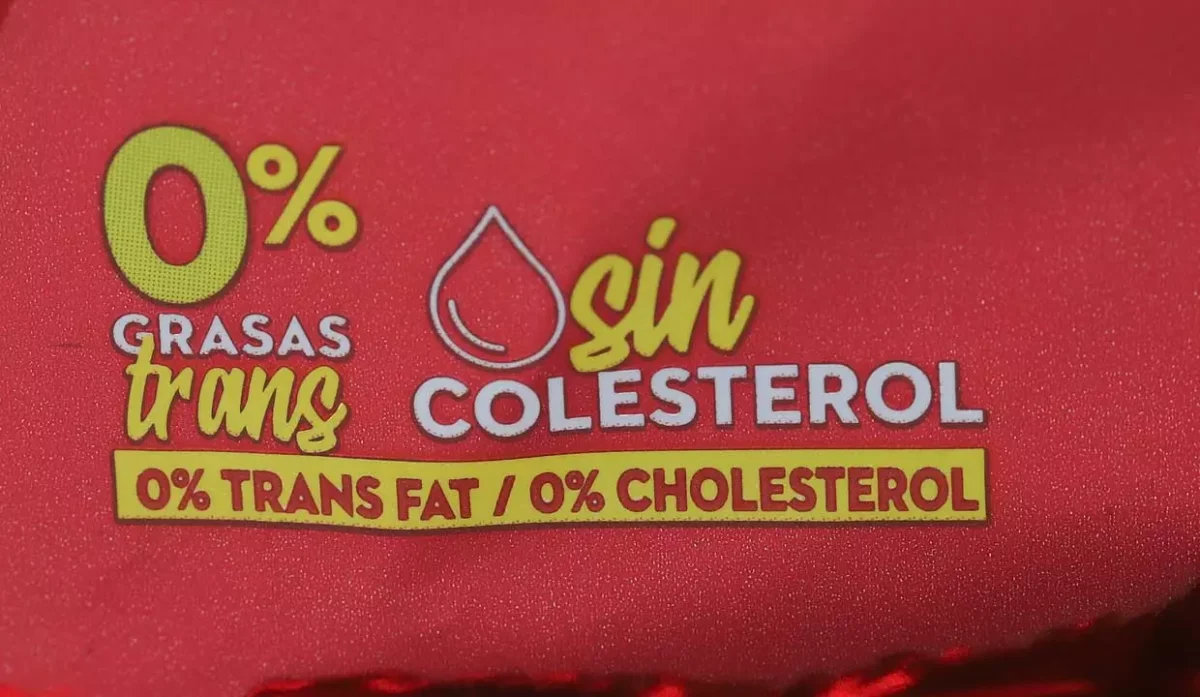 0%
GRASAS
trans
sin
COLESTEROL
0% TRANS FAT / 0% CHOLESTEROL